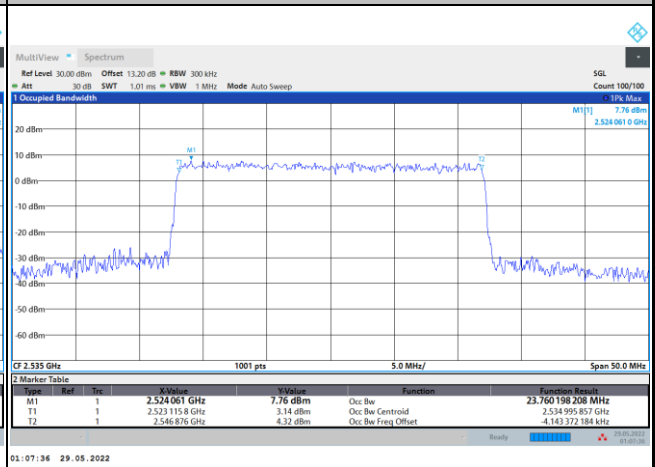 MultiView Spectrum
Ref Level 30.00 dBm Offset 13.20 dB RBW 300 kHz SGL
Att 30 dB SWT 1.01 ms VBW 1 MHz Mode Auto Sweep Count 100/100
1 Occupied Bandwidth 1Pk Max
M1[1] 7.76 dBm
2.524 061 0 GHz
20 dBm
M1
10 dBm
T1 T2
0 dBm
-10 dBm
-20 dBm
-30 dBm
-40 dBm
-50 dBm
-60 dBm
CF 2.535 GHz 1001 pts 5.0 MHz/ Span 50.0 MHz
2 Marker Table
Type Ref Trc X-Value Y-Value Function Function Result
M1 1 2.524 061 GHz 7.76 dBm Occ Bw 23.760 198 208 MHz
T1 1 2.523 115 8 GHz 3.14 dBm Occ Bw Centroid 2.534 995 857 GHz
T2 1 2.546 876 GHz 4.32 dBm Occ Bw Freq Offset -4.143 372 184 kHz
Ready 29.05.2022
01:07:36
01:07:36 29.05.2022